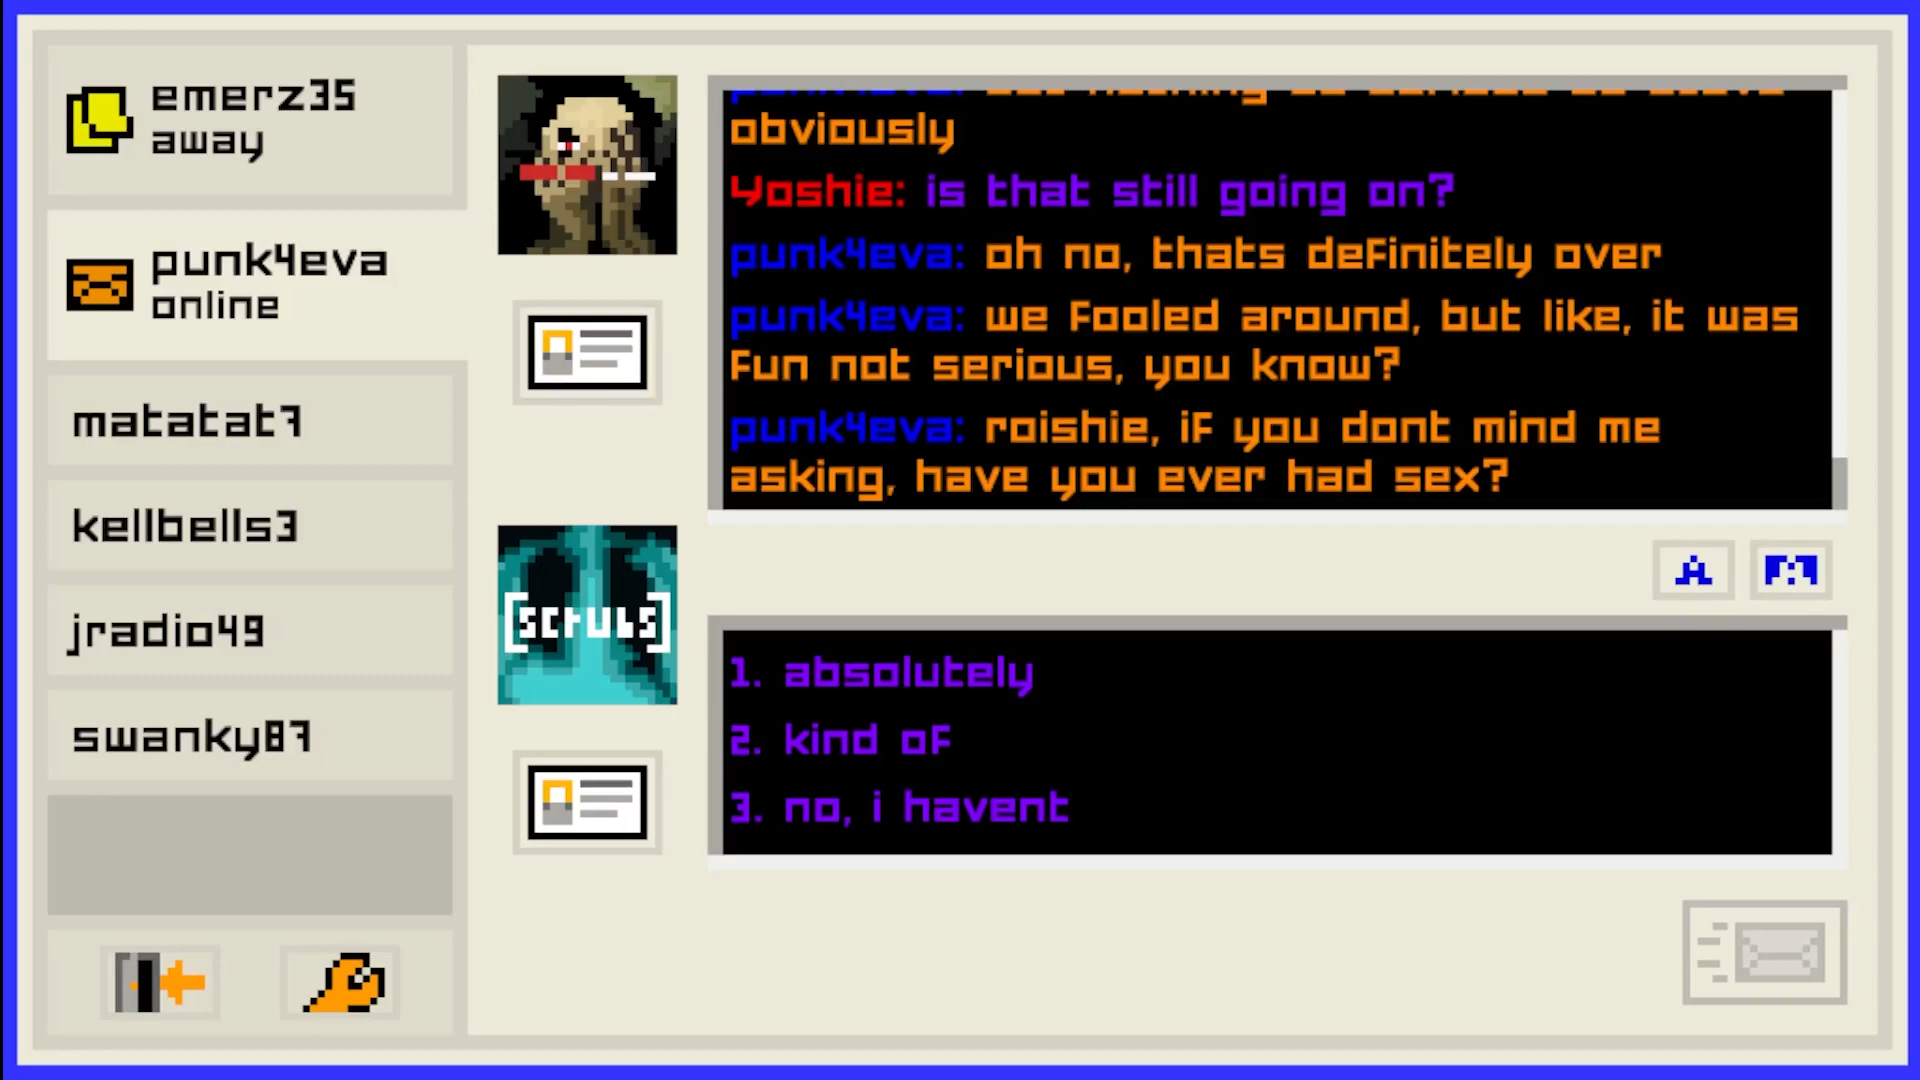 emerz35
away
punk4eva
online
matatat7
kellbells3
jradio49
swanky87
obviously
Yoshie: is that still going on?
punk4eva: oh no, thats definitely over
punk4eva: we fooled around, but like, it was
fun not serious, you know?
punk4eva: roishie, if you dont mind me
asking, have you ever had sex?
[scrubs]
A
1. absolutely
2. kind of
3. no, i havent